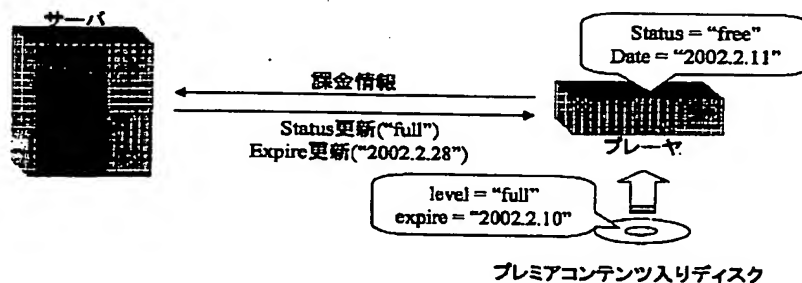 サーバ
Status = “free”
Date = “2002.2.11”
課金情報
Status更新(“full”)
Expire更新(“2002.2.28”)
プレーヤ
level = “full”
expire = “2002.2.10”
プレミアコンテンツ入りディスク